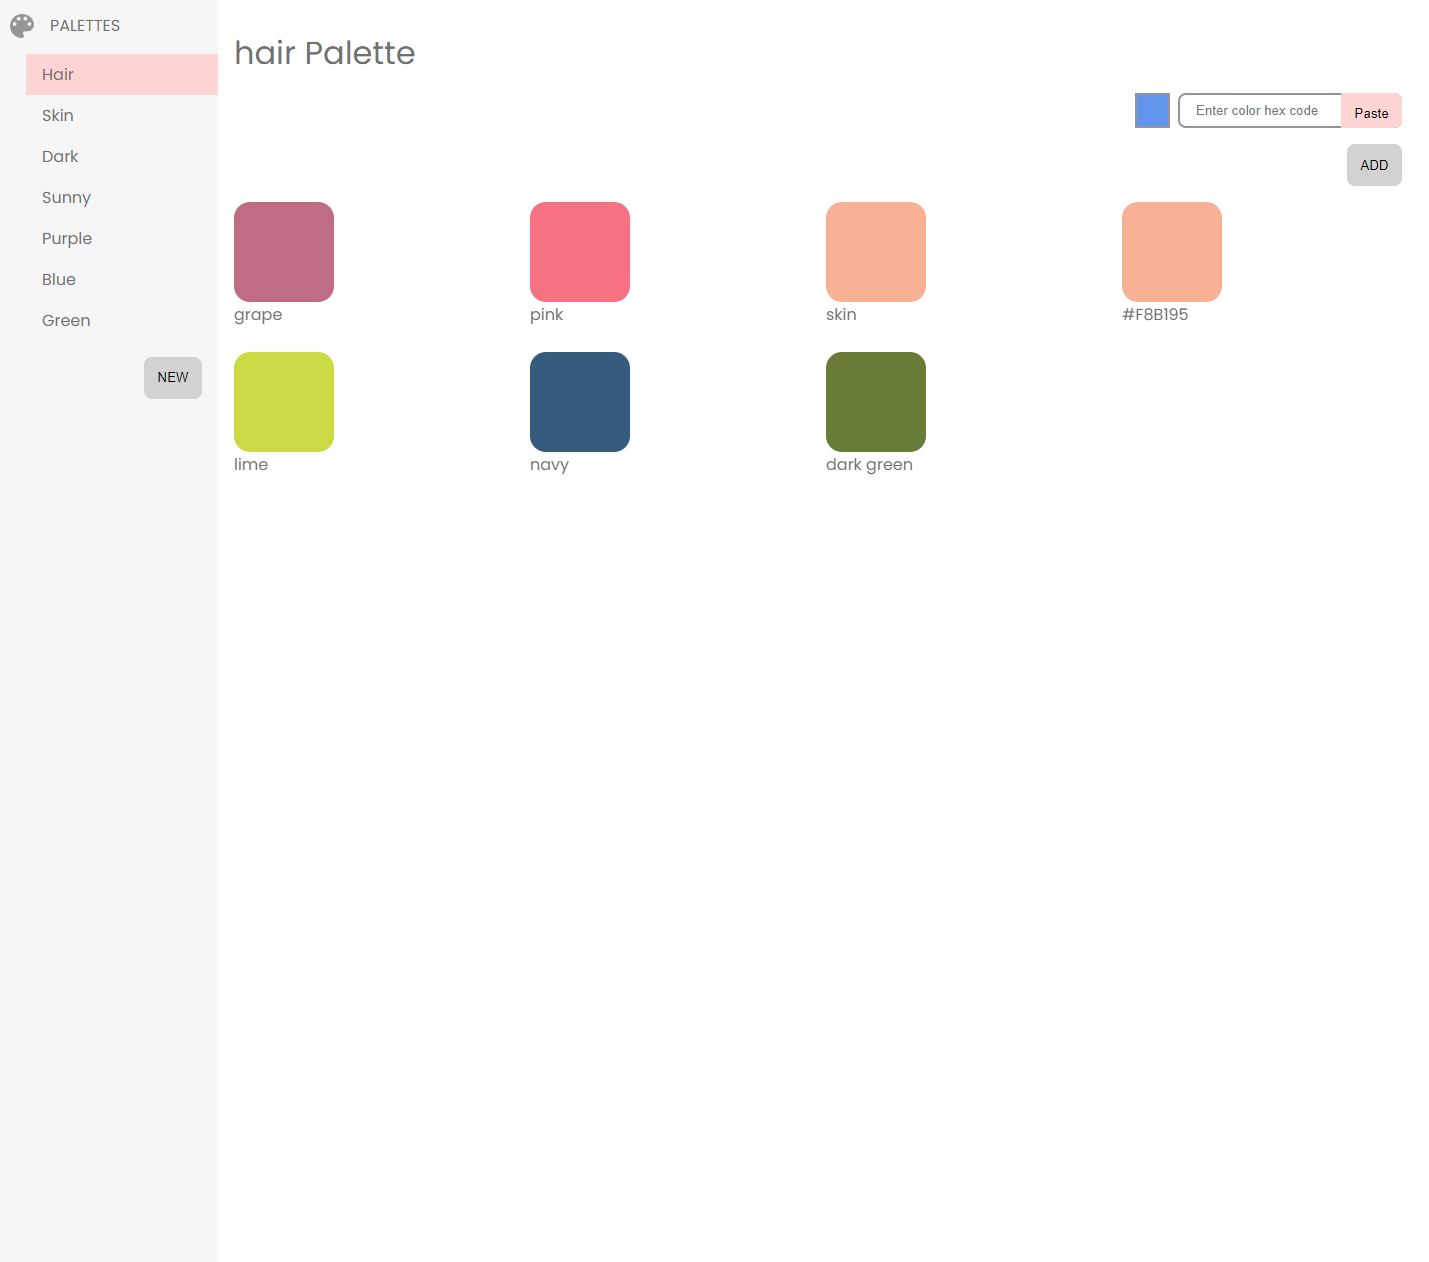 PALETTES
Hair
Skin
Dark
Sunny
Purple
Blue
Green
NEW
hair Palette
Enter color hex code
Paste
ADD
grape
pink
skin
#F8B195
lime
navy
dark green